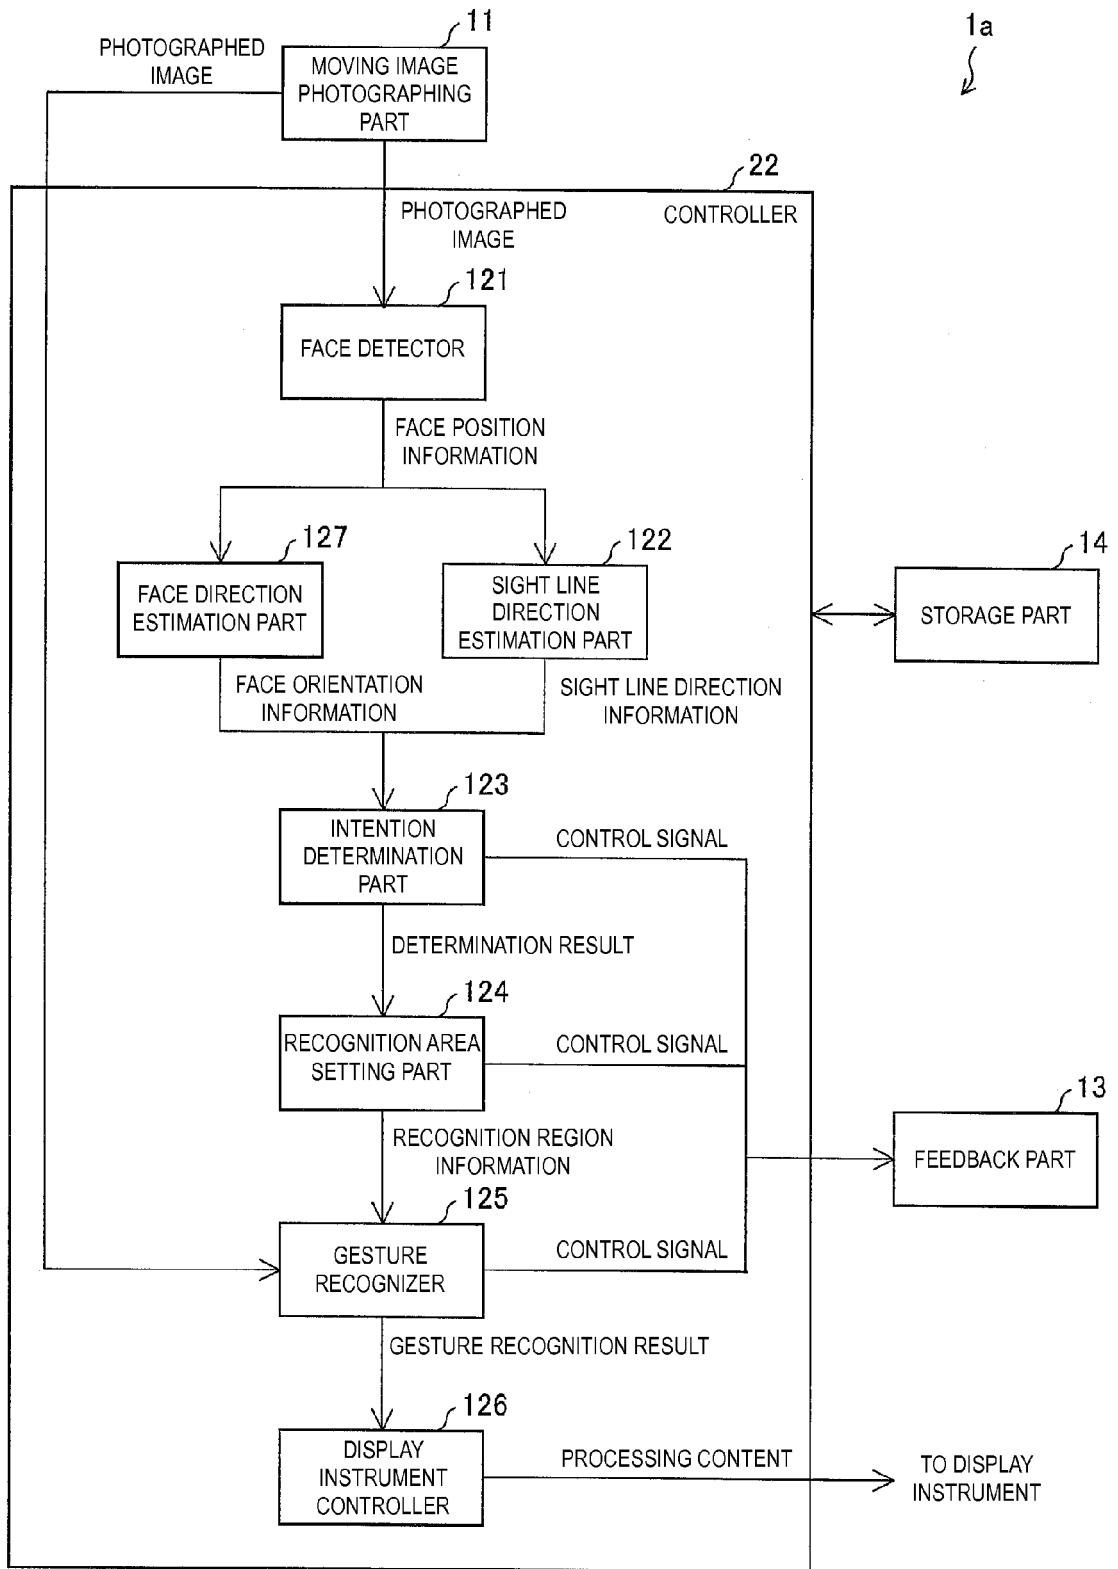 11
1a
PHOTOGRAPHED
IMAGE
MOVING IMAGE
PHOTOGRAPHING
PART
22
CONTROLLER
PHOTOGRAPHED
IMAGE
121
FACE DETECTOR
FACE POSITION
INFORMATION
127
FACE DIRECTION
ESTIMATION PART
122
SIGHT LINE
DIRECTION
ESTIMATION PART
14
STORAGE PART
FACE ORIENTATION
INFORMATION
SIGHT LINE DIRECTION
INFORMATION
123
INTENTION
DETERMINATION
PART
CONTROL SIGNAL
DETERMINATION RESULT
124
RECOGNITION AREA
SETTING PART
CONTROL SIGNAL
13
FEEDBACK PART
RECOGNITION REGION
INFORMATION
125
GESTURE
RECOGNIZER
CONTROL SIGNAL
GESTURE RECOGNITION RESULT
126
DISPLAY
INSTRUMENT
CONTROLLER
PROCESSING CONTENT
TO DISPLAY
INSTRUMENT